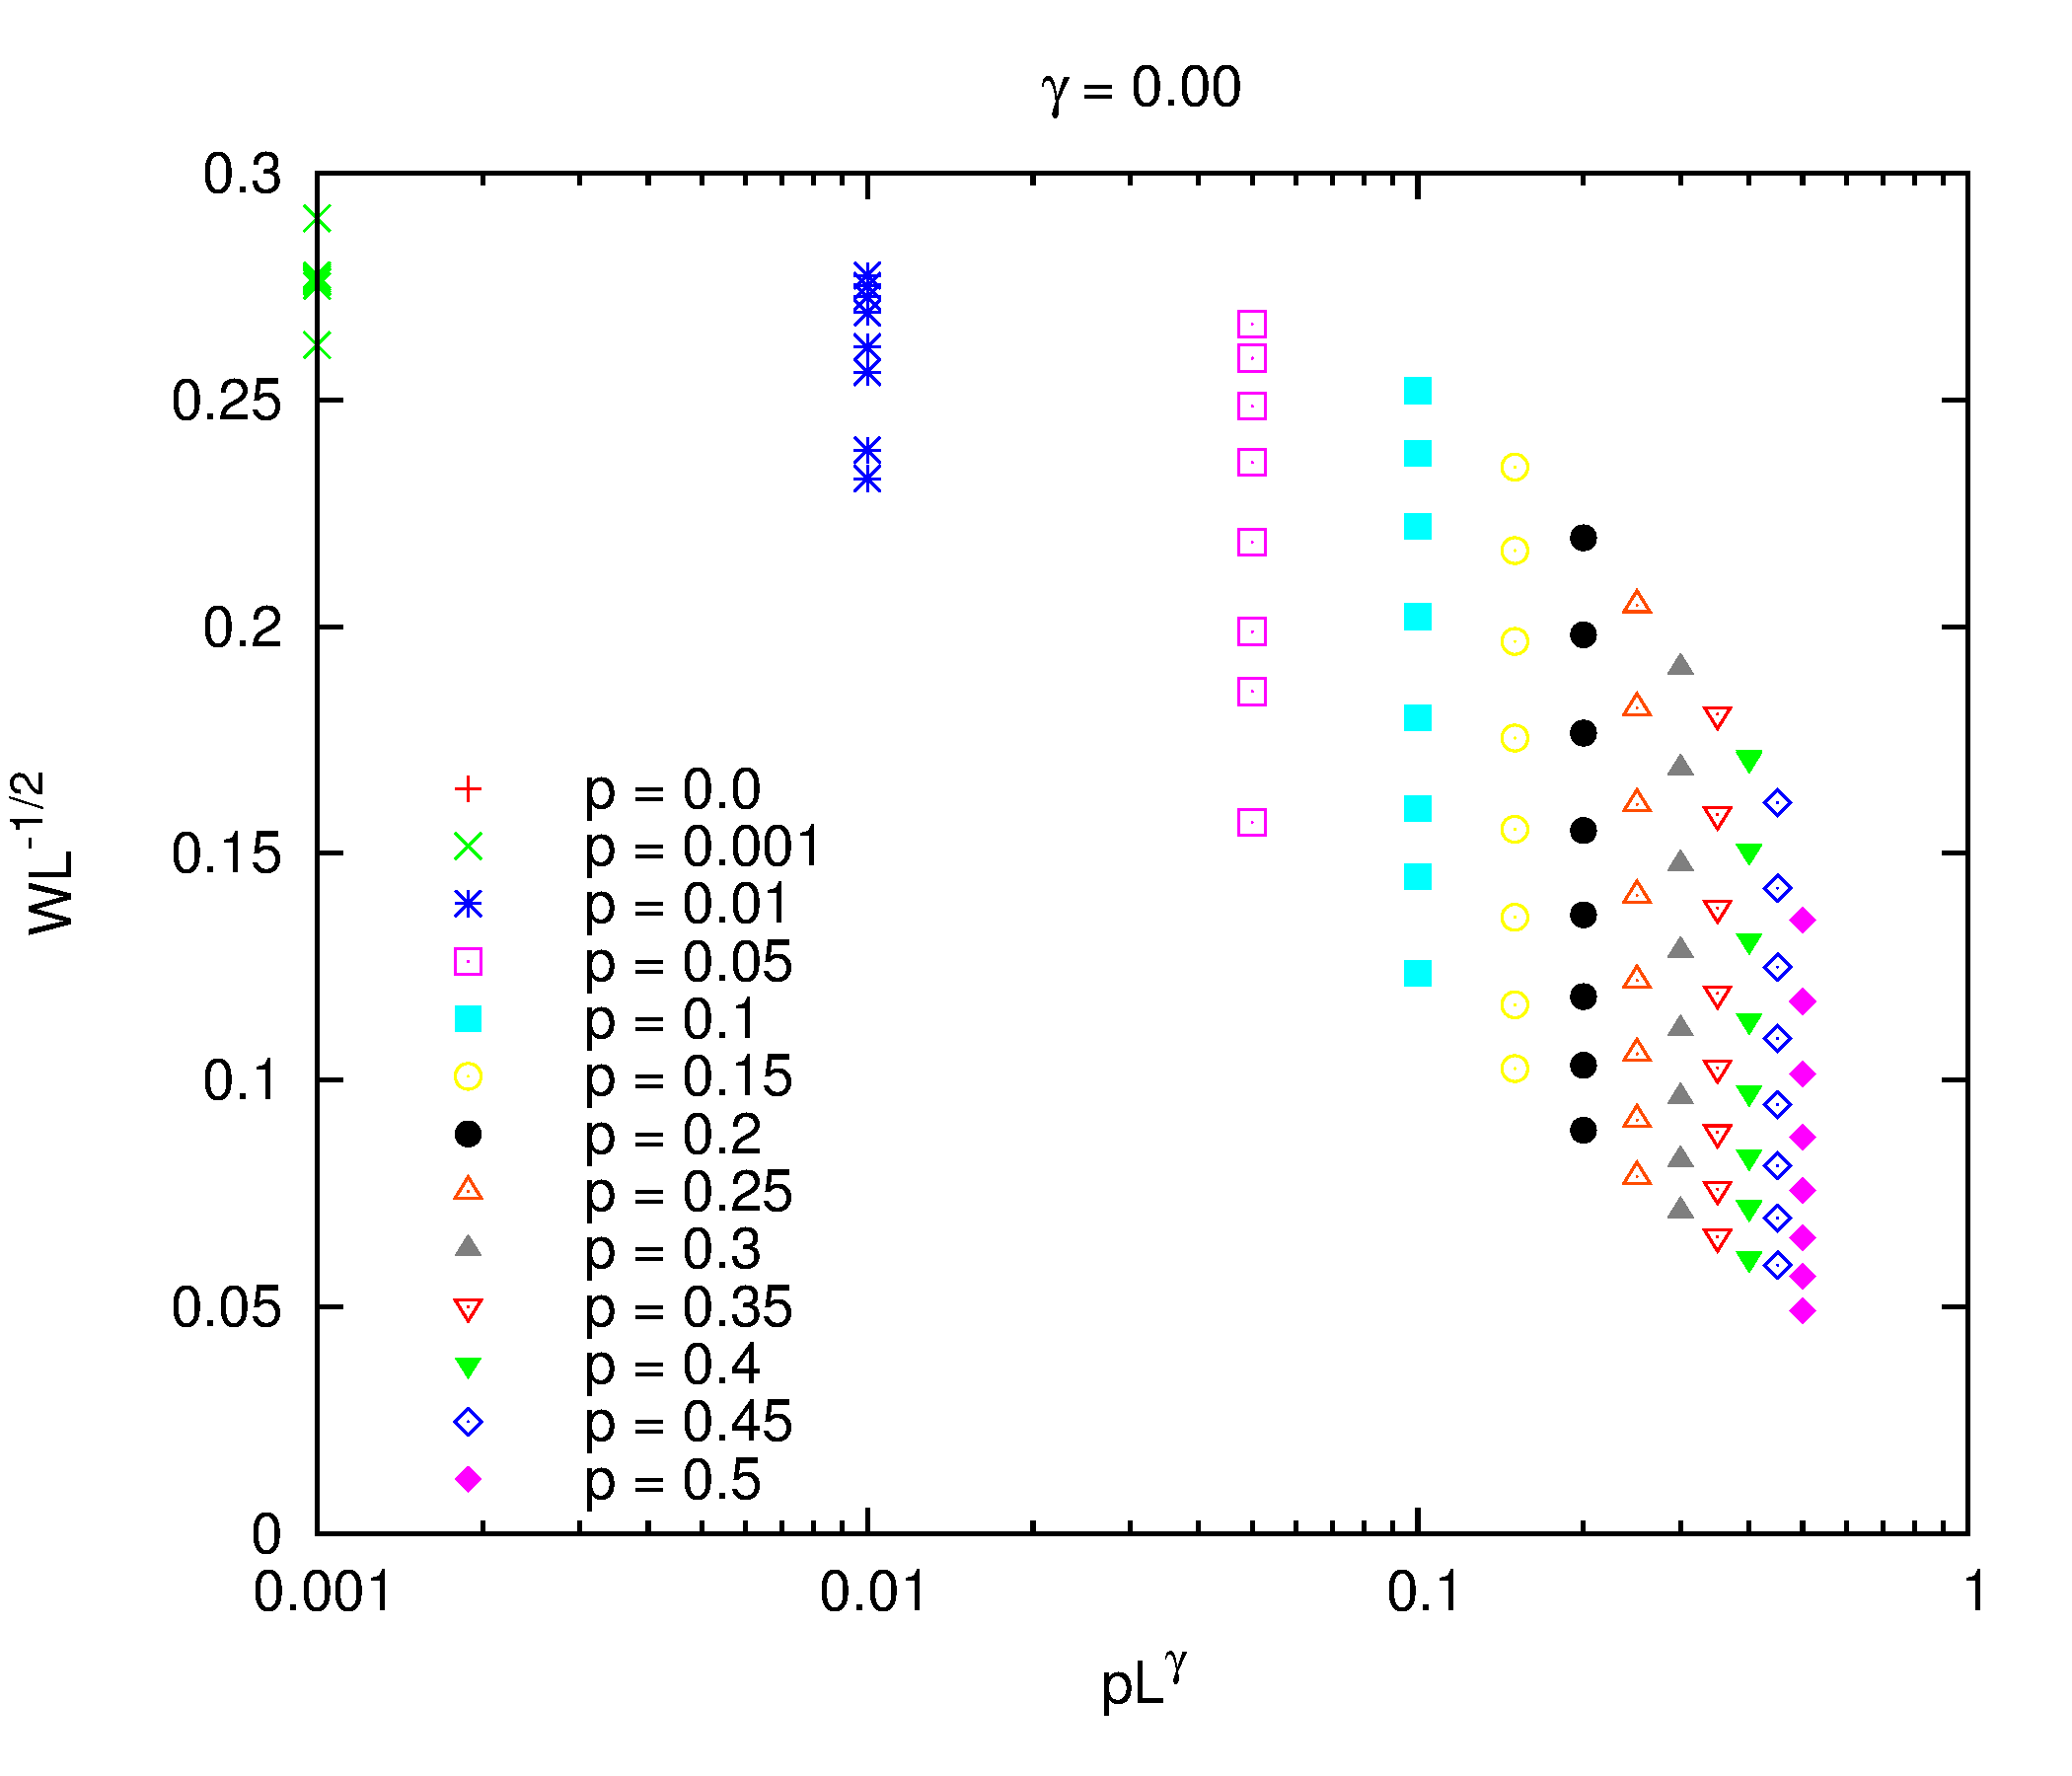 γ = 0.00
0.3
0.25
0.2
0.15
0.1
0.05
0
WL^-1/2
p = 0.0
p = 0.001
p = 0.01
p = 0.05
p = 0.1
p = 0.15
p = 0.2
p = 0.25
p = 0.3
p = 0.35
p = 0.4
p = 0.45
p = 0.5
0.001 0.01 0.1 1
pL^γ